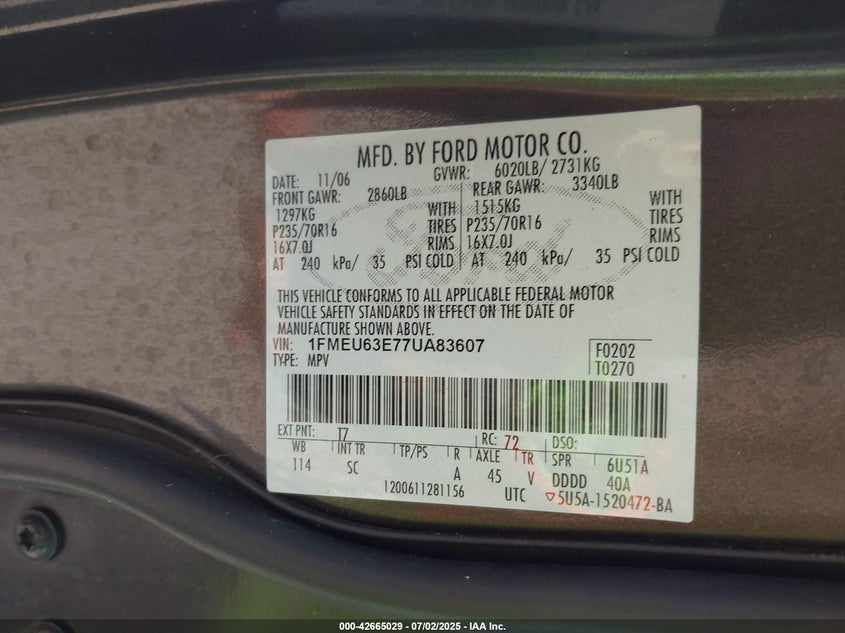 MFD. BY FORD MOTOR CO.
DATE: 11/06 GVWR: 6020LB/ 2731KG
FRONT GAWR: 2860LB REAR GAWR: 3340LB
1297KG WITH 1515KG WITH
P235/70R16 TIRES P235/70R16 TIRES
16X7.0J RIMS 16X7.0J RIMS
AT 240 kPa/ 35 PSI COLD AT 240 kPa/ 35 PSI COLD
THIS VEHICLE CONFORMS TO ALL APPLICABLE FEDERAL MOTOR
VEHICLE SAFETY STANDARDS IN EFFECT ON THE DATE OF
MANUFACTURE SHOWN ABOVE.
VIN: 1FMEU63E77UA83607
TYPE: MPV
F0202
T0270
EXT PNT: T7 RC: 72 DSO:
WB INT TR TP/PS R AXLE TR SPR 6U51A
114 SC A 45 V DDDD 40A
1200611281156 UTC ▽5U5A-1520472-BA
000-42665029 - 07/02/2025 - IAA Inc.